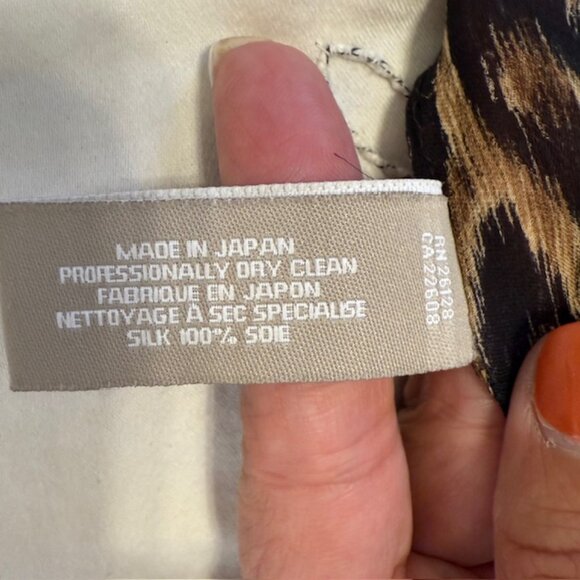 MADE IN JAPAN
PROFESSIONALLY DRY CLEAN
FABRIQUE EN JAPON
NETTOYAGE À SEC SPECIALISE
SILK 100% SOIE
RN 26128
CA 22608